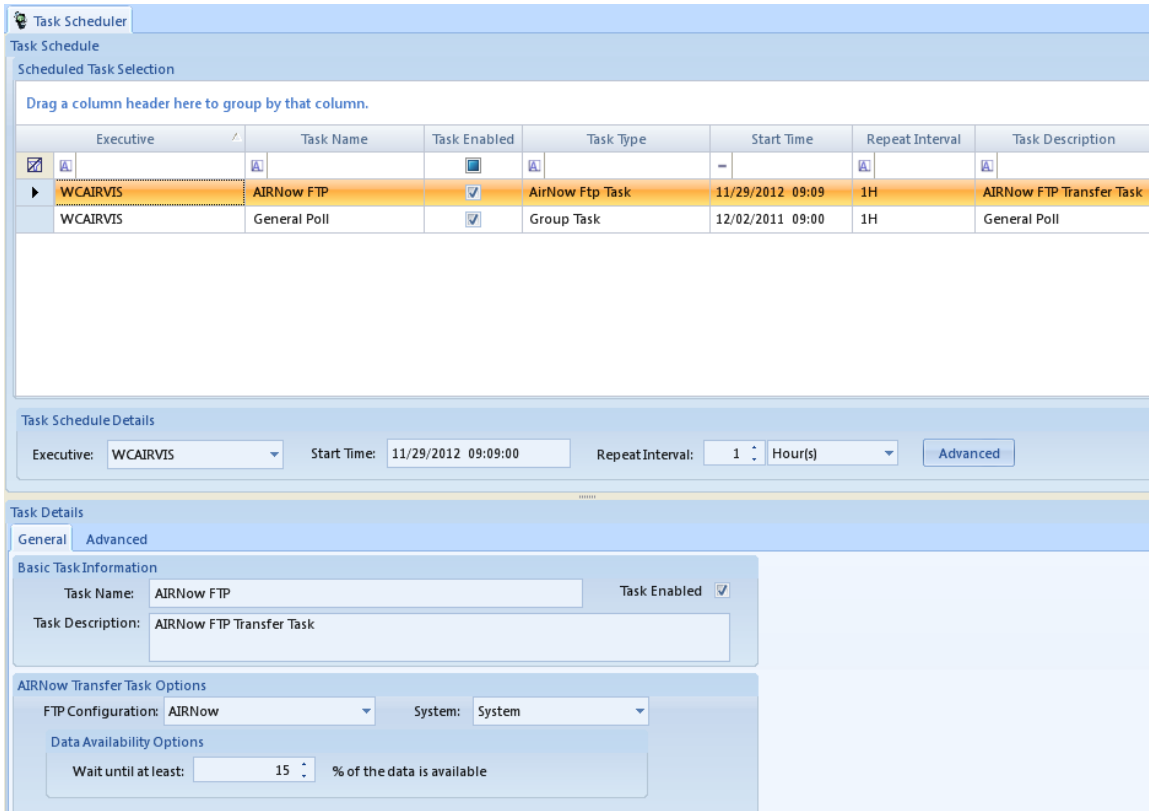 Task Scheduler
Task Schedule
Scheduled Task Selection
Drag a column header here to group by that column.
Executive Task Name Task Enabled Task Type Start Time Repeat Interval Task Description
A A A - A A
WCAIRVIS AIRNow FTP AirNow Ftp Task 11/29/2012 09:09 1H AIRNow FTP Transfer Task
WCAIRVIS General Poll Group Task 12/02/2011 09:00 1H General Poll
Task Schedule Details
Executive: WCAIRVIS Start Time: 11/29/2012 09:09:00 Repeat Interval: 1 Hour(s) Advanced
Task Details
General Advanced
Basic Task Information
Task Name: AIRNow FTP Task Enabled
Task Description: AIRNow FTP Transfer Task
AIRNow Transfer Task Options
FTP Configuration: AIRNow System: System
Data Availability Options
Wait until at least: 15 % of the data is available